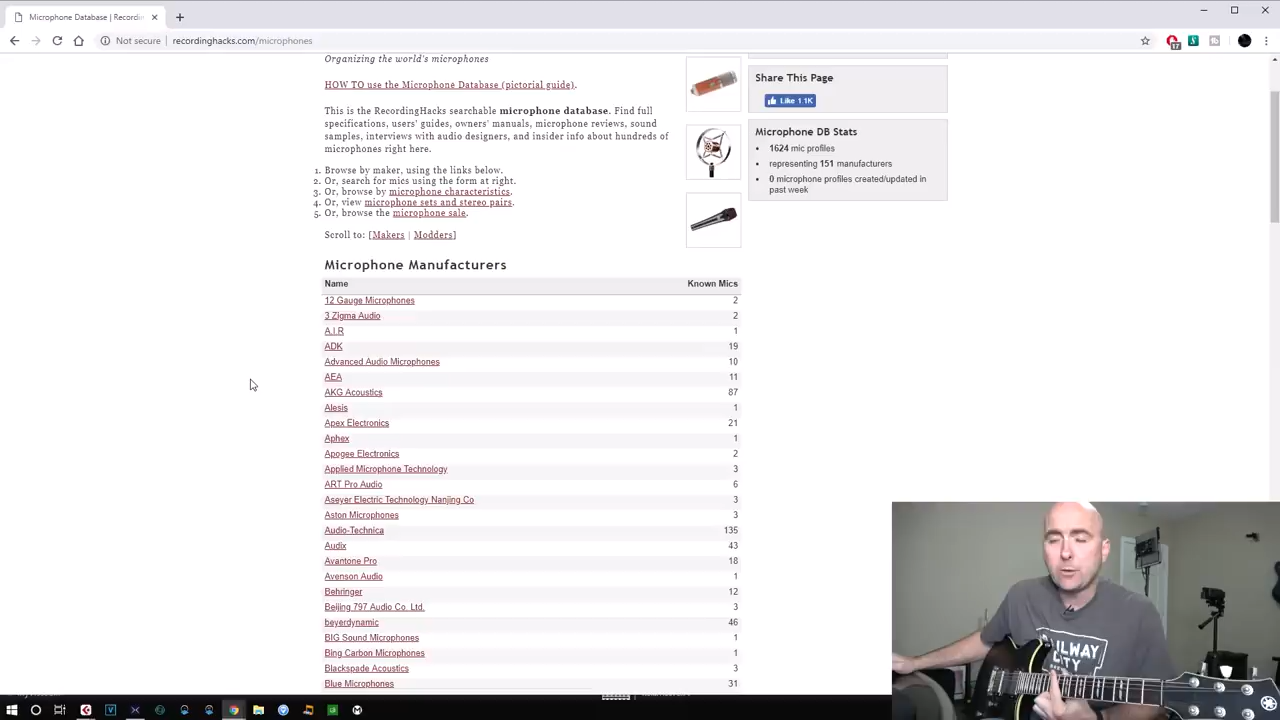 Microphone Database | Recordi
Not secure | recordinghacks.com/microphones
17
Organizing the world's microphones
HOW TO use the Microphone Database (pictorial guide).
This is the RecordingHacks searchable microphone database. Find full
specifications, users' guides, owners' manuals, microphone reviews, sound
samples, interviews with audio designers, and insider info about hundreds of
microphones right here.
1. Browse by maker, using the links below.
2. Or, search for mics using the form at right.
3. Or, browse by microphone characteristics.
4. Or, view microphone sets and stereo pairs.
5. Or, browse the microphone sale.
Scroll to: [Makers | Modders]
Microphone Manufacturers
Name Known Mics
12 Gauge Microphones 2
3 Zigma Audio 2
A.I.R 1
ADK 19
Advanced Audio Microphones 10
AEA 11
AKG Acoustics 87
Alesis 1
Apex Electronics 21
Aphex 1
Apogee Electronics 2
Applied Microphone Technology 3
ART Pro Audio 6
Aseyer Electric Technology Nanjing Co 3
Aston Microphones 3
Audio-Technica 135
Audix 43
Avantone Pro 18
Avenson Audio 1
Behringer 12
Beijing 797 Audio Co. Ltd. 3
beyerdynamic 46
BIG Sound Microphones 1
Bing Carbon Microphones 1
Blackspade Acoustics 3
Blue Microphones 31
Share This Page
Like 1.1K
Microphone DB Stats
1624 mic profiles
representing 151 manufacturers
0 microphone profiles created/updated in
past week
RAILWAY
CITY